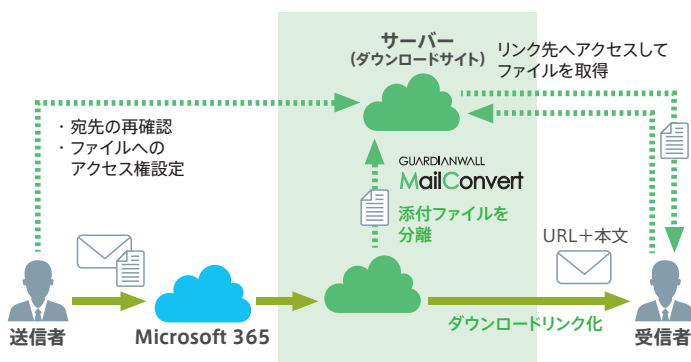 サーバー
(ダウンロードサイト)
リンク先へアクセスして
ファイルを取得
・宛先の再確認
・ファイルへの
アクセス権設定
GUARDIANWALL
MailConvert
添付ファイルを
分離
URL＋本文
ダウンロードリンク化
送信者
Microsoft 365
受信者